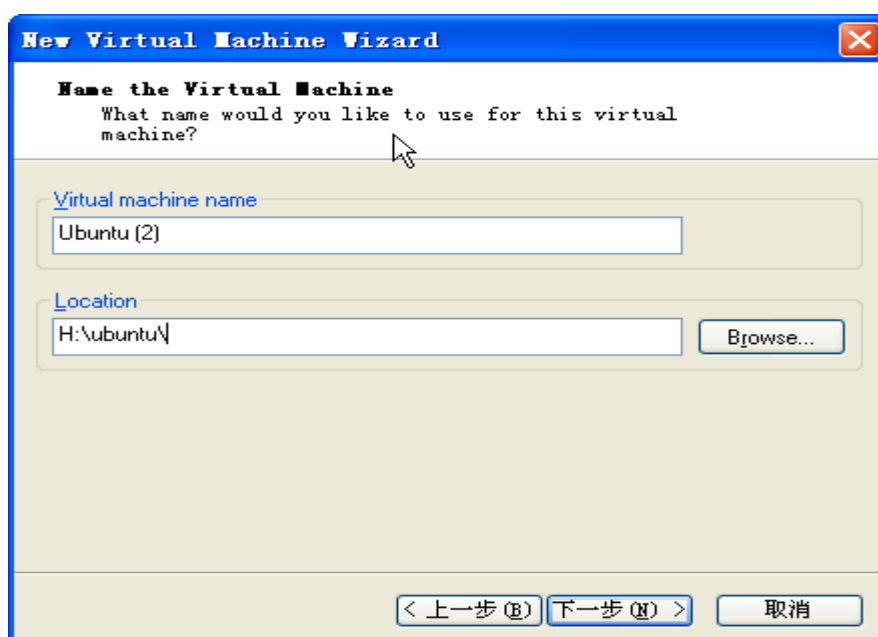 New Virtual Machine Wizard
Name the Virtual Machine
What name would you like to use for this virtual
machine?
Virtual machine name
Ubuntu (2)
Location
H:\ubuntu\
Browse...
< 上一步(B)
下一步(N) >
取消